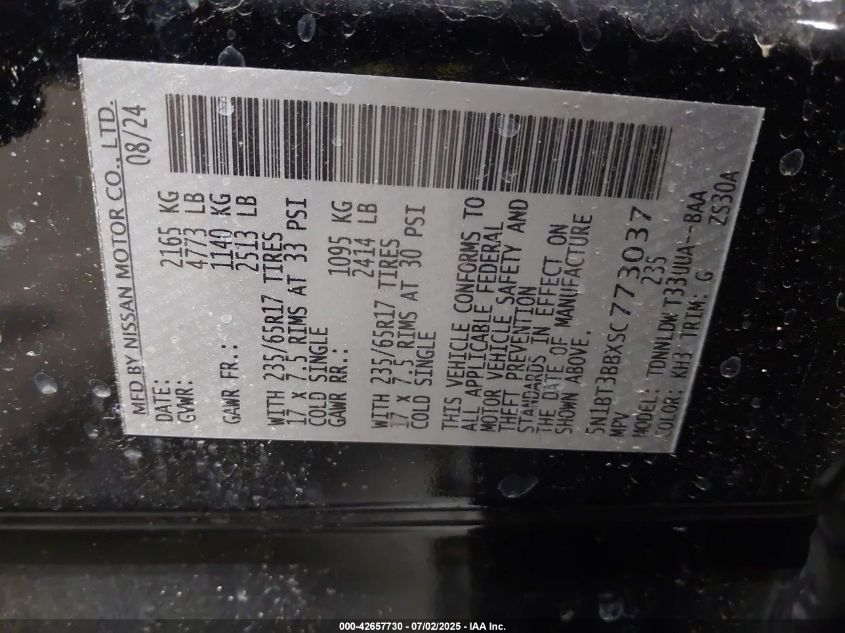 MFD BY NISSAN MOTOR CO., LTD.
DATE: 08/24
GVWR: 2165 KG
4773 LB
GAWR FR.: 1140 KG
2513 LB
WITH 235/65R17 TIRES
17 X 7.5 RIMS AT 33 PSI
COLD SINGLE
GAWR RR.: 1095 KG
2414 LB
WITH 235/65R17 TIRES
17 X 7.5 RIMS AT 30 PSI
COLD SINGLE
THIS VEHICLE CONFORMS TO
ALL APPLICABLE FEDERAL
MOTOR VEHICLE SAFETY AND
THEFT PREVENTION
STANDARDS IN EFFECT ON
THE DATE OF MANUFACTURE
SHOWN ABOVE.
5N1BT3BBXSC773037
MPV 235
MODEL: TDNNLDW T33UUA--BAA
COLOR: KH3 TRIM: G ZS30A
000-42657730 - 07/02/2025 - IAA Inc.